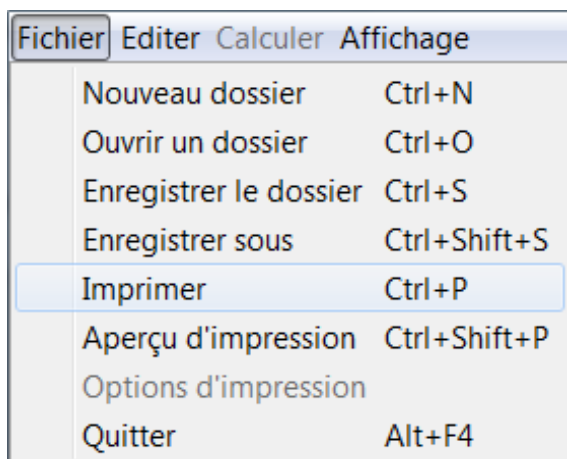 Fichier Editer Calculer Affichage
Nouveau dossier Ctrl+N
Ouvrir un dossier Ctrl+O
Enregistrer le dossier Ctrl+S
Enregistrer sous Ctrl+Shift+S
Imprimer Ctrl+P
Aperçu d'impression Ctrl+Shift+P
Options d'impression
Quitter Alt+F4